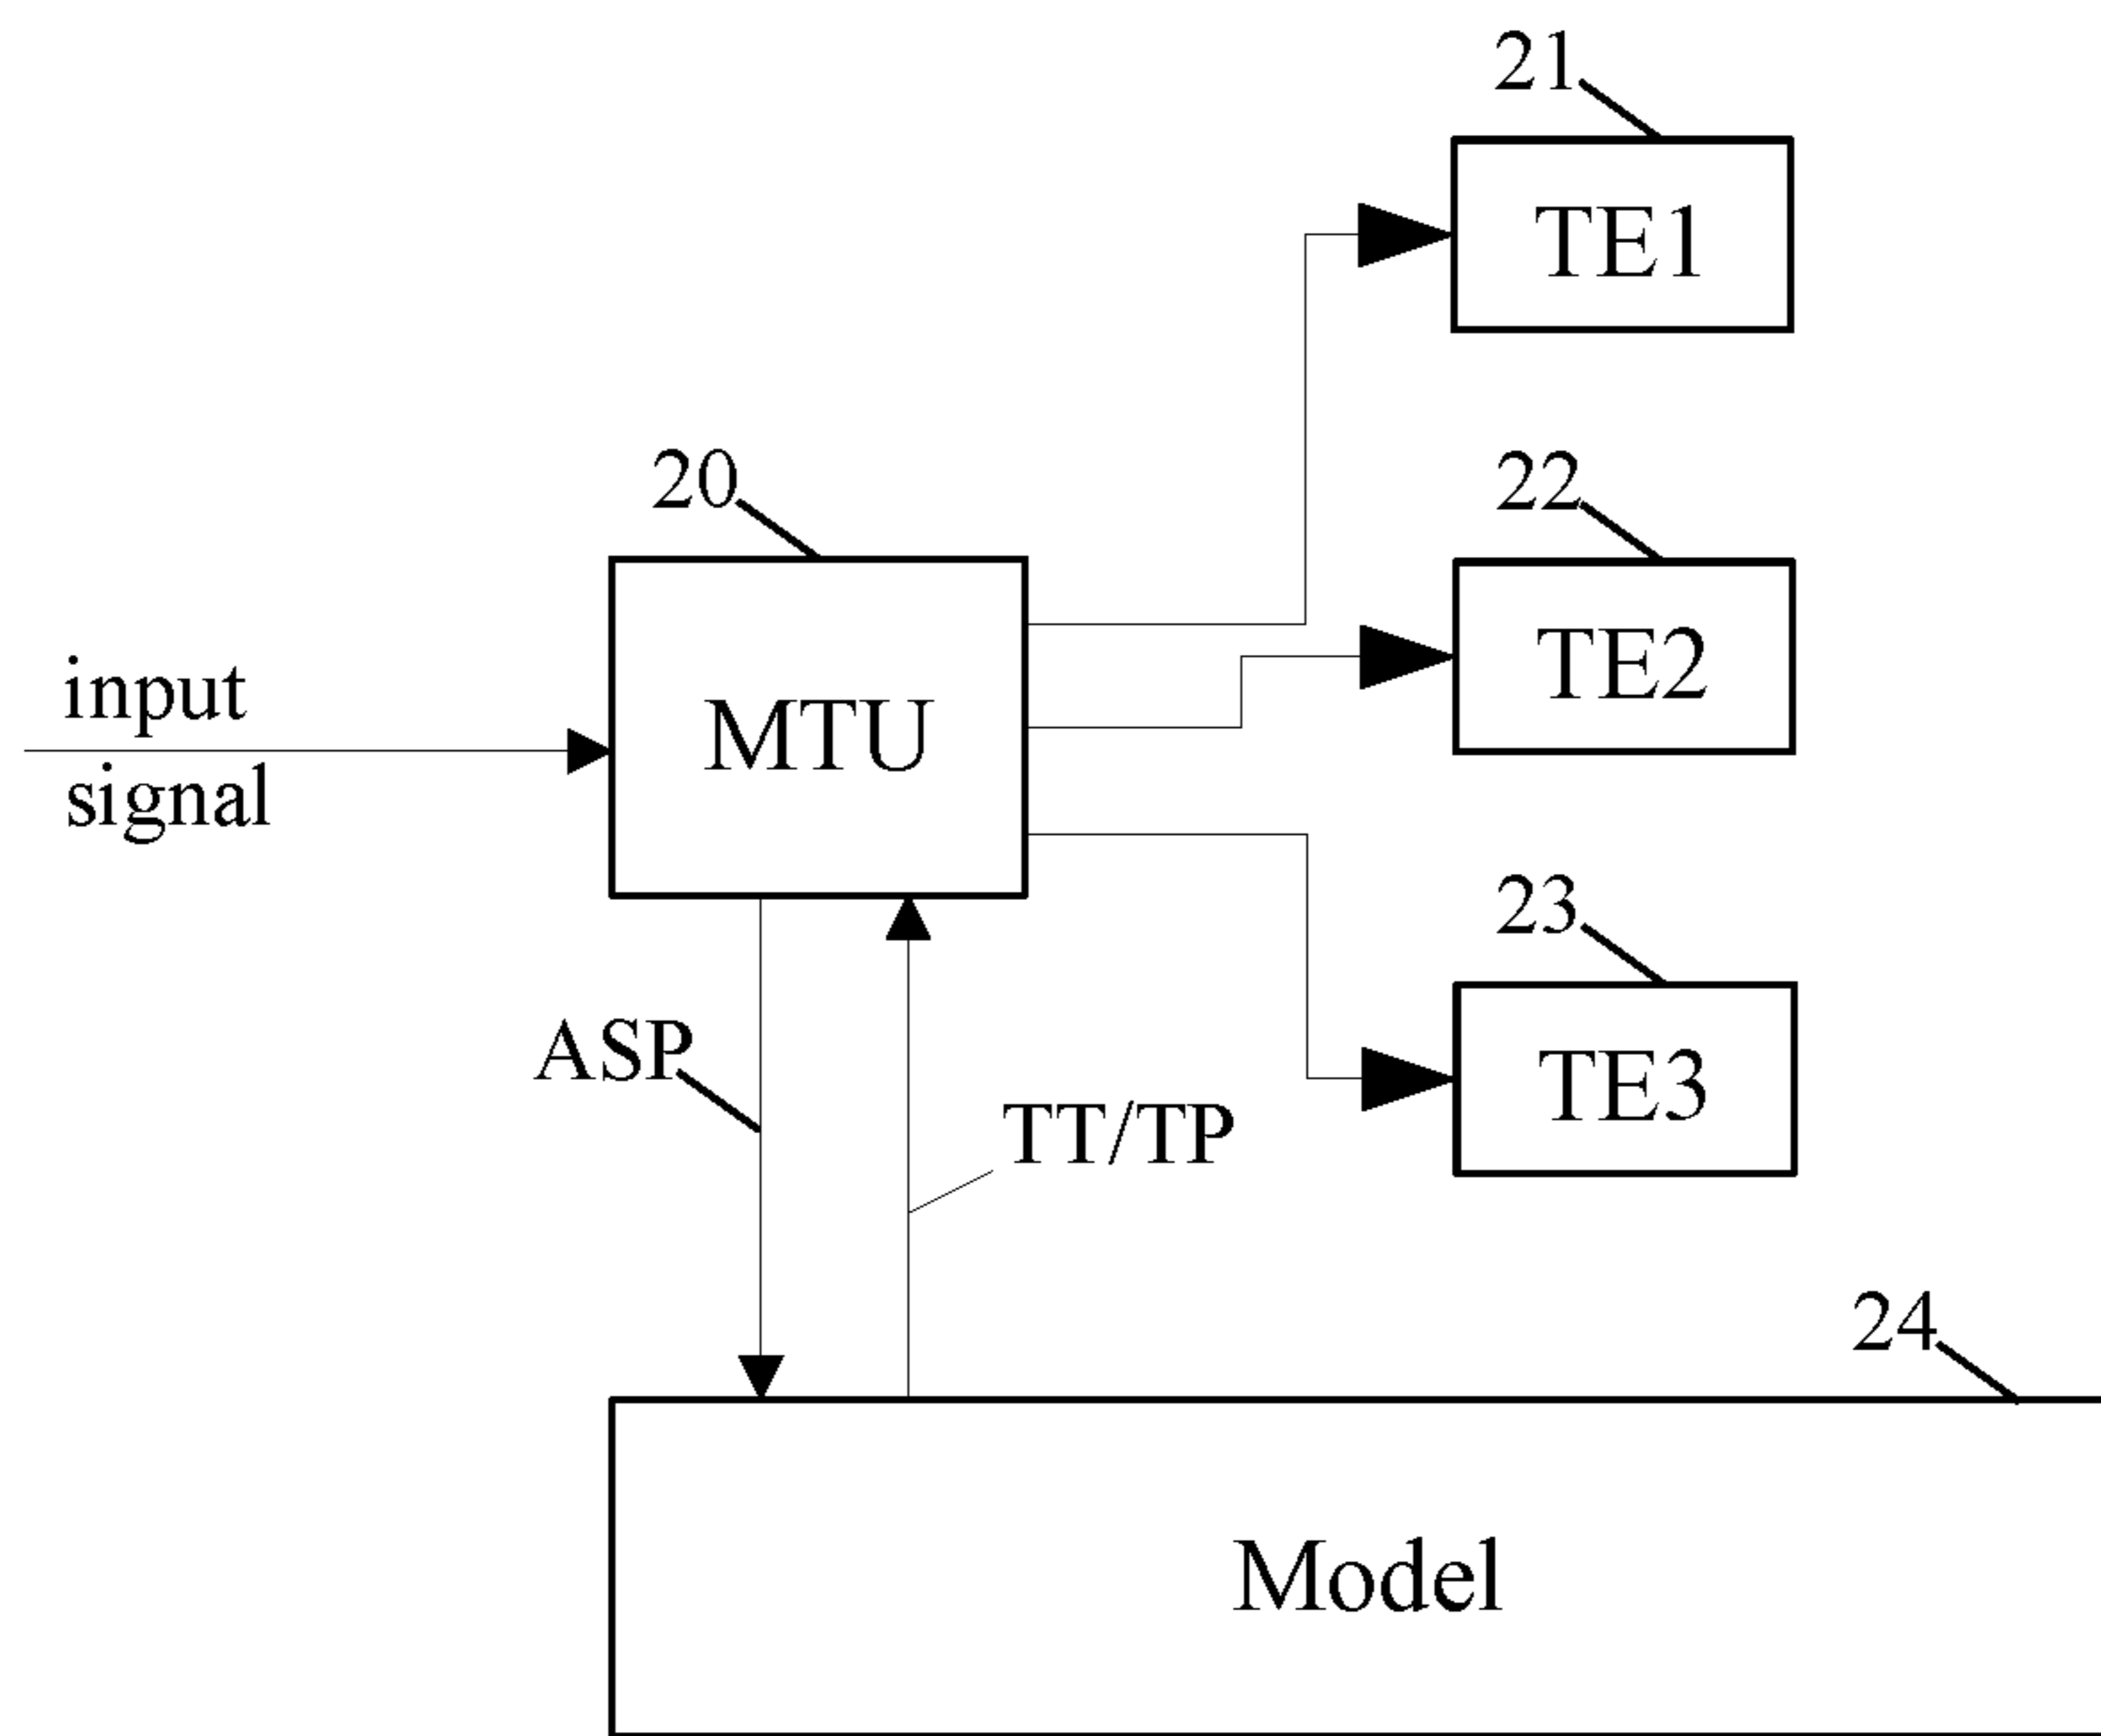 21
TE1
20
22
input
signal
MTU
TE2
23
ASP
TT/TP
TE3
24
Model